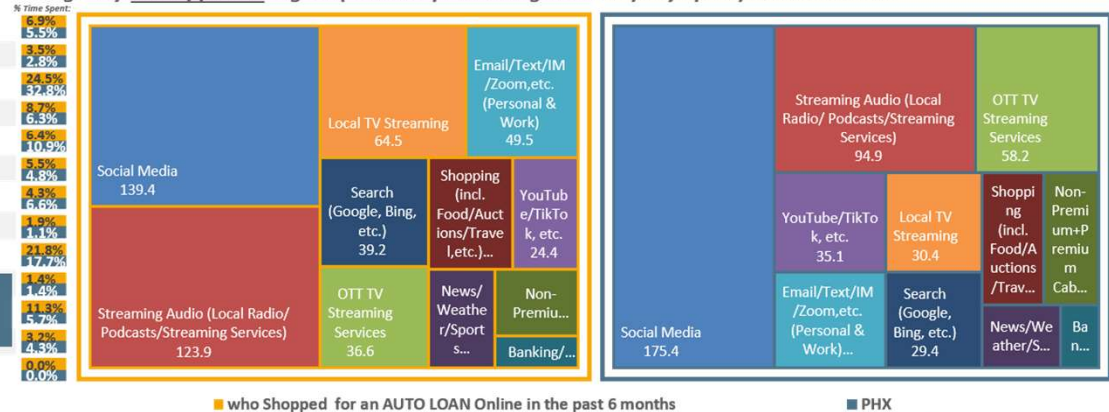 % Time Spent:
6.9%
5.5%
3.5%
2.8%
24.5%
32.8%
8.7%
6.3%
6.4%
10.9%
5.5%
4.8%
4.3%
6.6%
1.9%
1.1%
21.8%
17.7%
1.4%
1.4%
11.3%
5.7%
3.2%
4.3%
0.0%
0.0%
Social Media
139.4
Streaming Audio (Local Radio/
Podcasts/Streaming Services)
123.9
Local TV Streaming
64.5
Email/Text/IM
/Zoom,etc.
(Personal &
Work)
49.5
Search
(Google, Bing,
etc.)
39.2
Shopping
(incl.
Food/Auct
ions/Trave
l,etc.)...
YouTub
e/TikTo
k, etc.
24.4
OTT TV
Streaming
Services
36.6
News/
Weathe
r/Sport
s...
Non-
Premiu...
Banking/...
Social Media
175.4
Streaming Audio (Local
Radio/ Podcasts/Streaming
Services)
94.9
OTT TV
Streaming
Services
58.2
YouTube/TikTo
k, etc.
35.1
Local TV
Streaming
30.4
Shoppi
ng
(incl.
Food/A
uctions
/Trav...
Non-
Premi
um+P
remiu
m
Cab...
Email/Text/IM
/Zoom,etc.
(Personal &
Work)...
Search
(Google,
Bing, etc.)
29.4
News/We
ather/S...
Ba
n...
who Shopped for an AUTO LOAN Online in the past 6 months
PHX